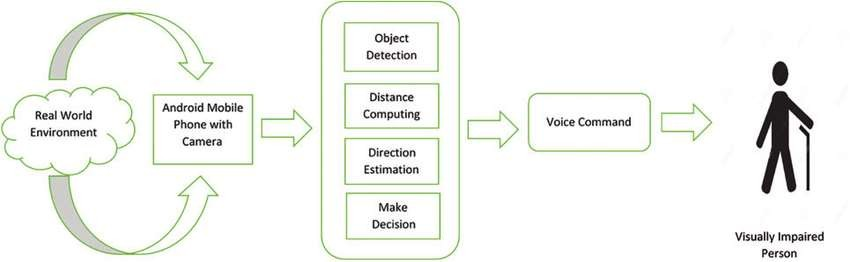 Real World
Environment
Android Mobile
Phone with
Camera
Object
Detection
Distance
Computing
Direction
Estimation
Make
Decision
Voice Command
Visually Impaired
Person